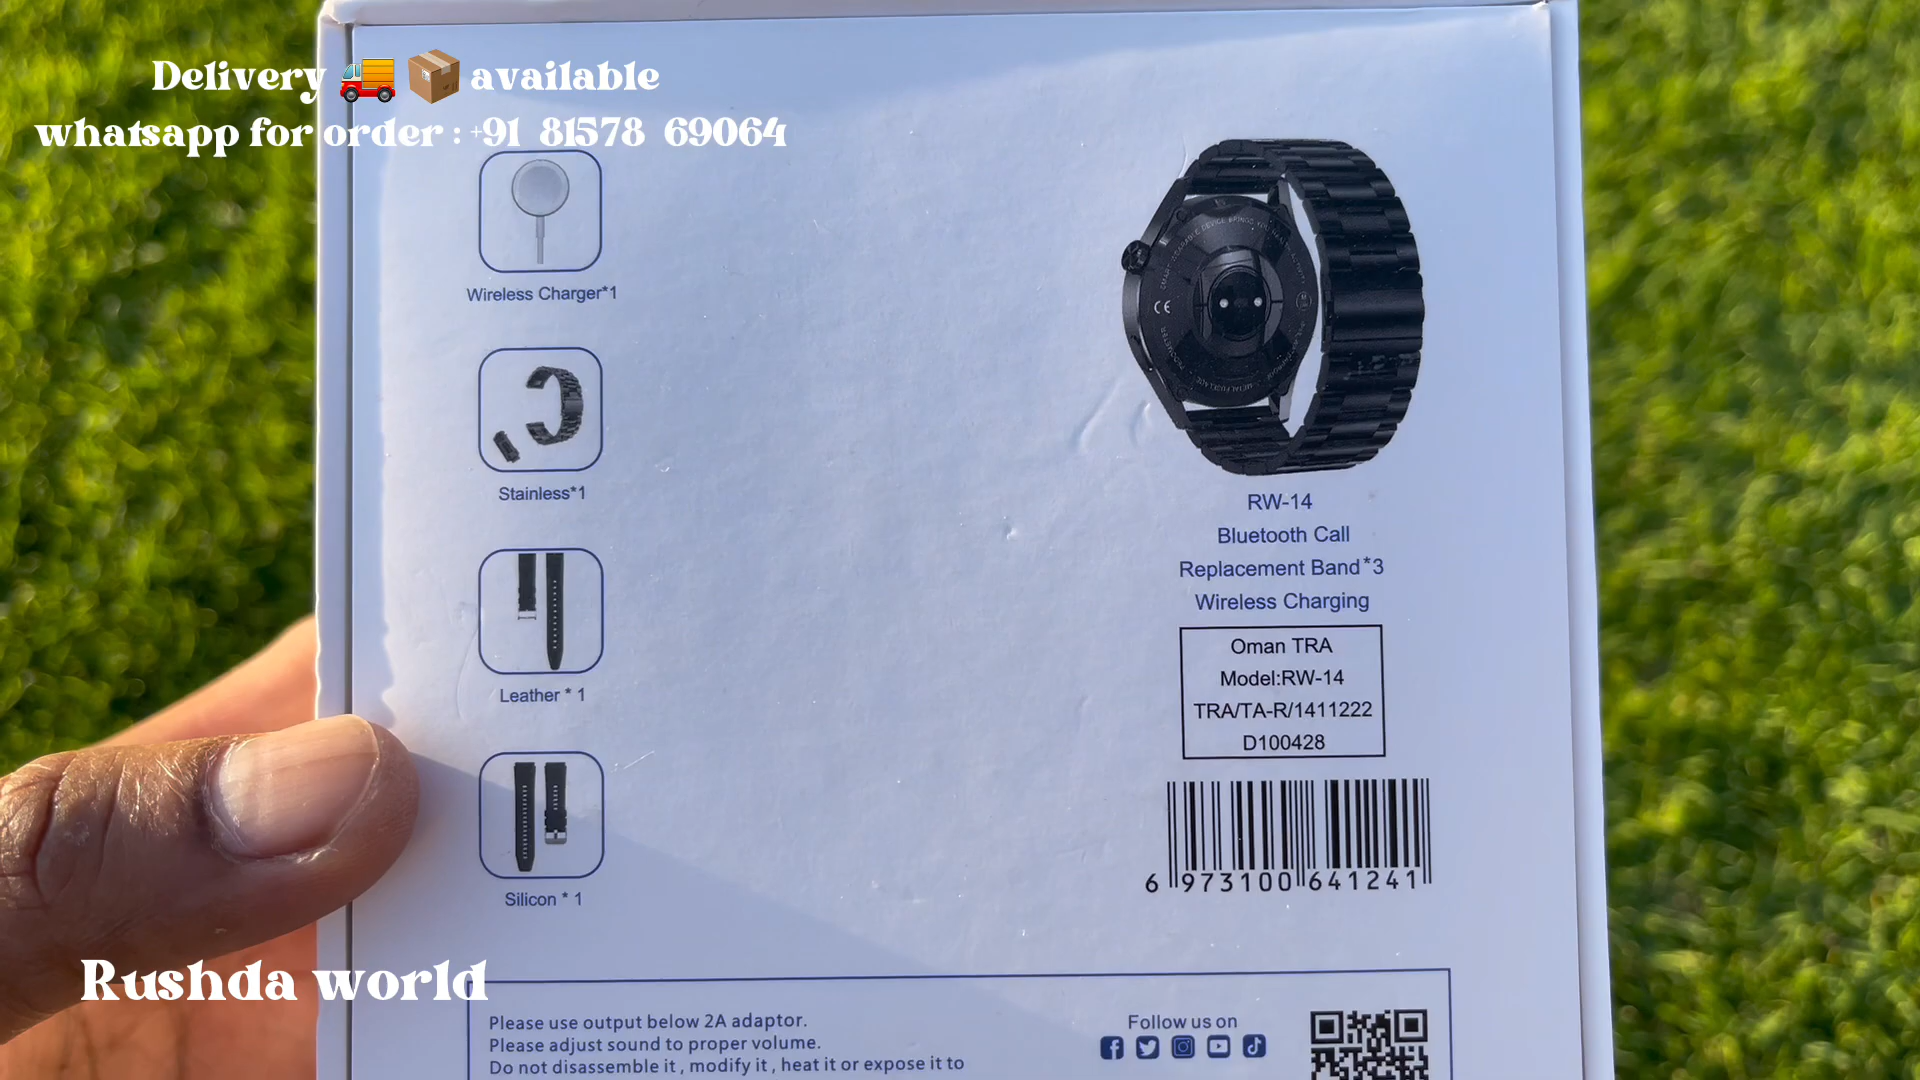 Delivery 🚚 📦 available
whatsapp for order : +91 81578 69064
Wireless Charger*1
Stainless*1
Leather * 1
Silicon * 1
RW-14
Bluetooth Call
Replacement Band*3
Wireless Charging
Oman TRA
Model:RW-14
TRA/TA-R/1411222
D100428
6 973100 641241
Rushda world
Please use output below 2A adaptor.
Please adjust sound to proper volume.
Do not disassemble it , modify it , heat it or expose it to
Follow us on